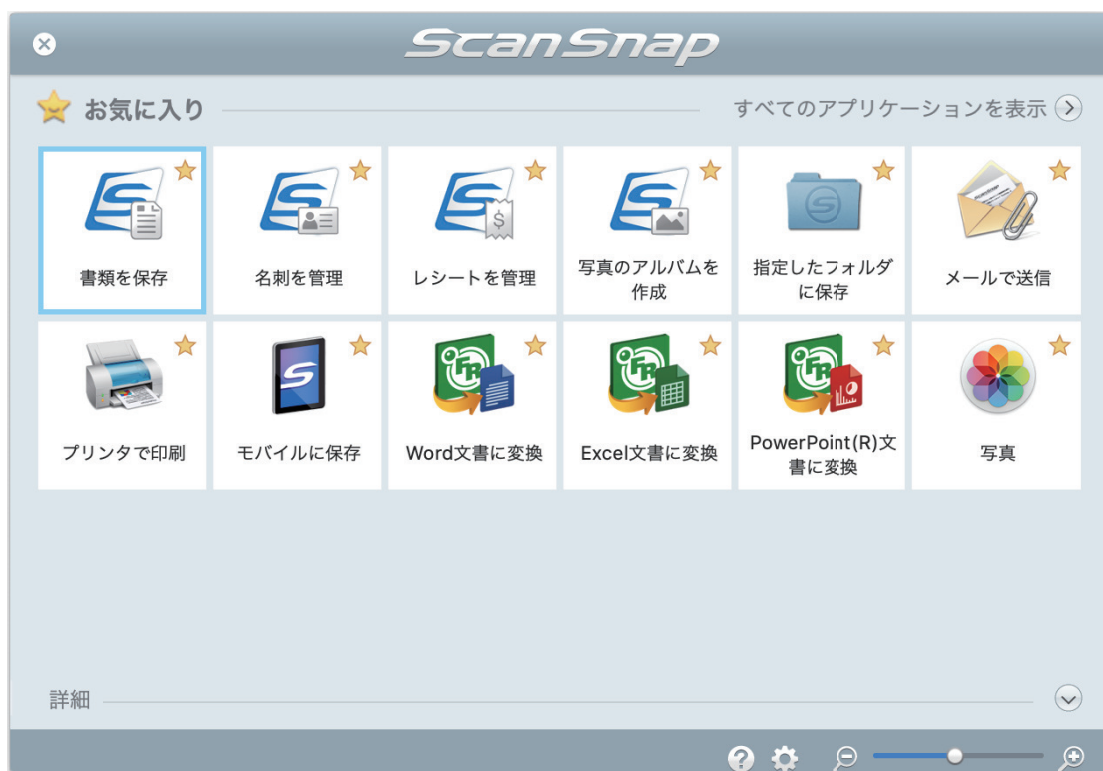 ScanSnap
お気に入り
すべてのアプリケーションを表示
書類を保存
名刺を管理
レシートを管理
写真のアルバムを
作成
指定したフォルダ
に保存
メールで送信
プリンタで印刷
モバイルに保存
Word文書に変換
Excel文書に変換
PowerPoint(R)文
書に変換
写真
詳細